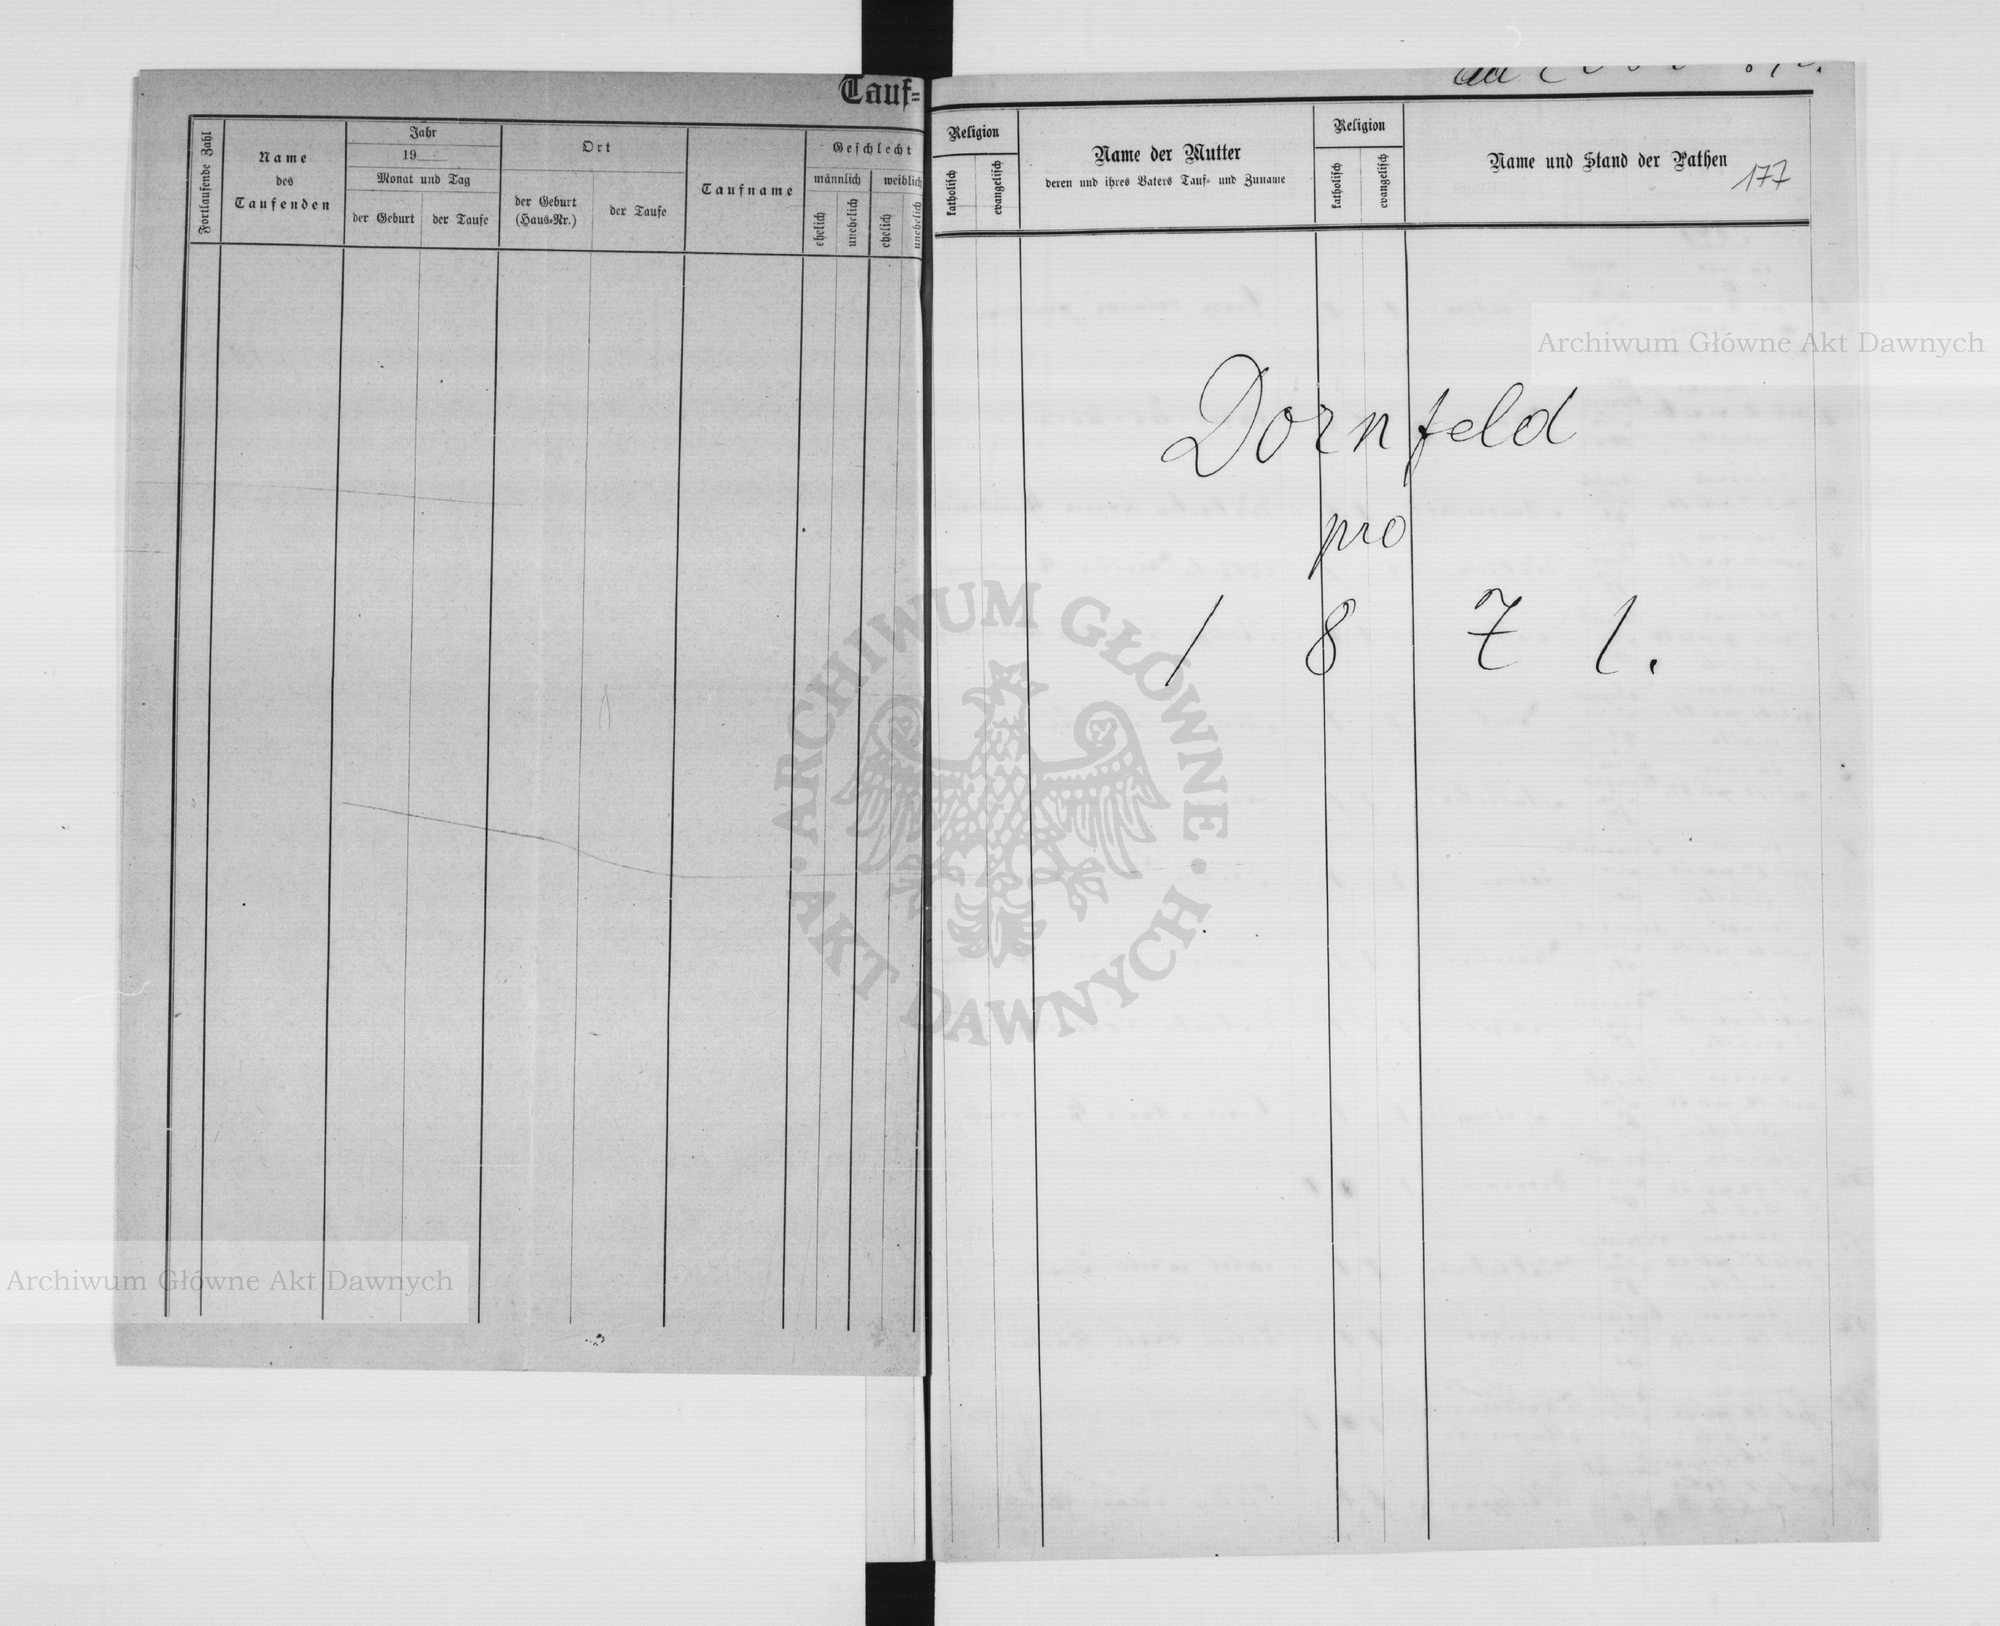 Tauf=
Fortlaufende Zahl
Name
des
Taufenden
Jahr
19
Monat und Tag
der Geburt
der Taufe
Ort
der Geburt
(Haus=Nr.)
der Taufe
Taufname
Geschlecht
männlich
weiblich
ehelich
unehelich
ehelich
unehelich
Religion
katholisch
evangelisch
Name der Mutter
deren und ihres Vaters Tauf= und Zuname
Religion
katholisch
evangelisch
Name und Stand der Pathen
177
Dornfeld
pro
1871.
Archiwum Główne Akt Dawnych
ARCHIWUM GŁÓWNE
· AKT DAWNYCH ·
Archiwum Główne Akt Dawnych